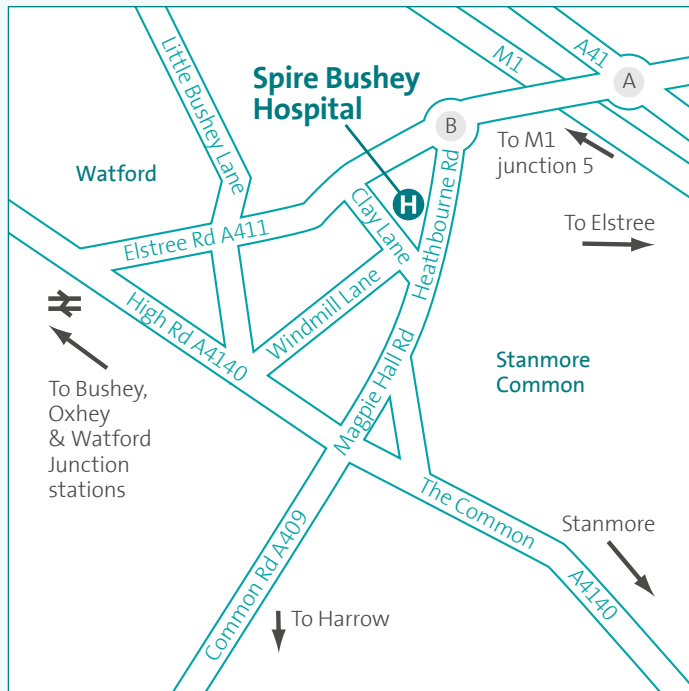 Little Bushey Lane
M1
A41
A
Spire Bushey
Hospital
B
To M1
junction 5
Watford
H
Clay Lane
Heathbourne Rd
To Elstree
Elstree Rd A411
High Rd A4140
Windmill Lane
Magpie Hall Rd
Stanmore
Common
To Bushey,
Oxhey
& Watford
Junction
stations
The Common
Stanmore
Common Rd A409
A4140
To Harrow